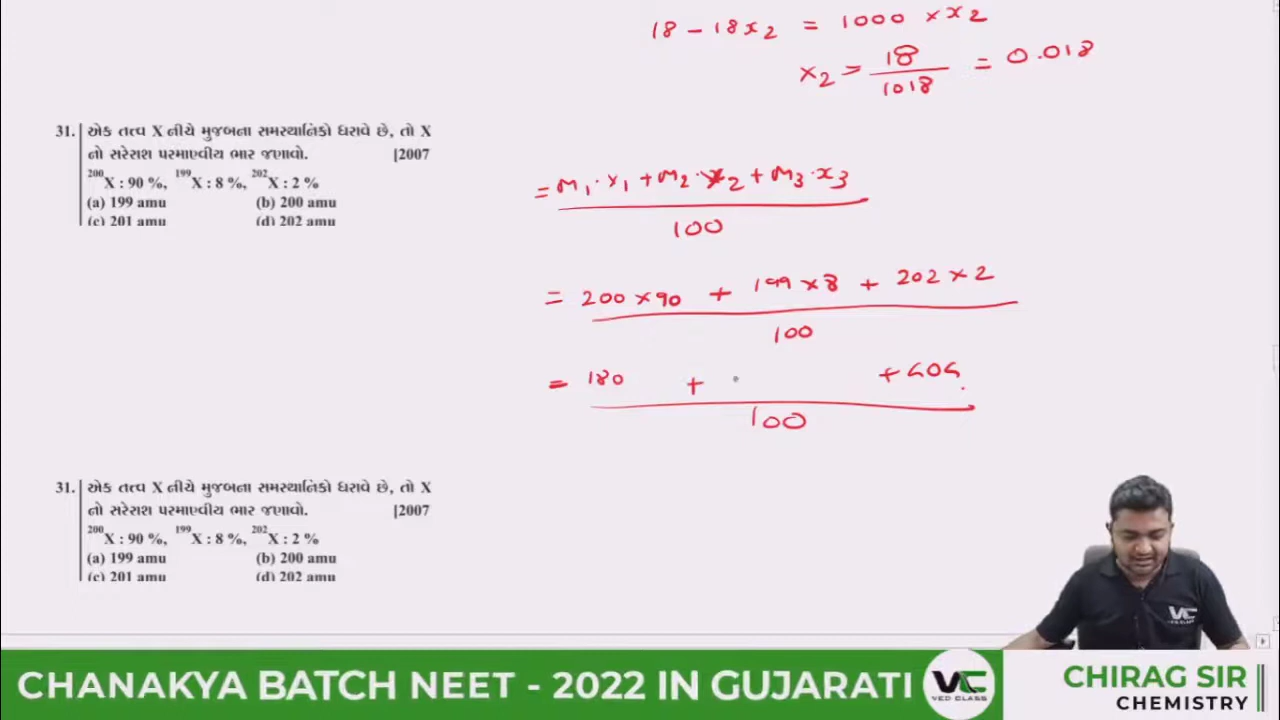 18 - 18x2 = 1000 × x2
x2 = 18/1018 = 0.018
31. એક તત્વ X નીચે મુજબના સમસ્થાનિકો ધરાવે છે, તો X
નો સરેરાશ પરમાણ્વીય ભાર જણાવો. [2007
200X : 90 %, 199X : 8 %, 202X : 2 %
(a) 199 amu (b) 200 amu
(c) 201 amu (d) 202 amu
= M1·x1 + M2·x2 + M3·x3
100
= 200 × 90 + 199 × 8 + 202 × 2
100
= 180 + + 404
100
31. એક તત્વ X નીચે મુજબના સમસ્થાનિકો ધરાવે છે, તો X
નો સરેરાશ પરમાણ્વીય ભાર જણાવો. [2007
200X : 90 %, 199X : 8 %, 202X : 2 %
(a) 199 amu (b) 200 amu
(c) 201 amu (d) 202 amu
VC
VED CLASS
CHANAKYA BATCH NEET - 2022 IN GUJARATI
VC
VED CLASS
CHIRAG SIR
CHEMISTRY